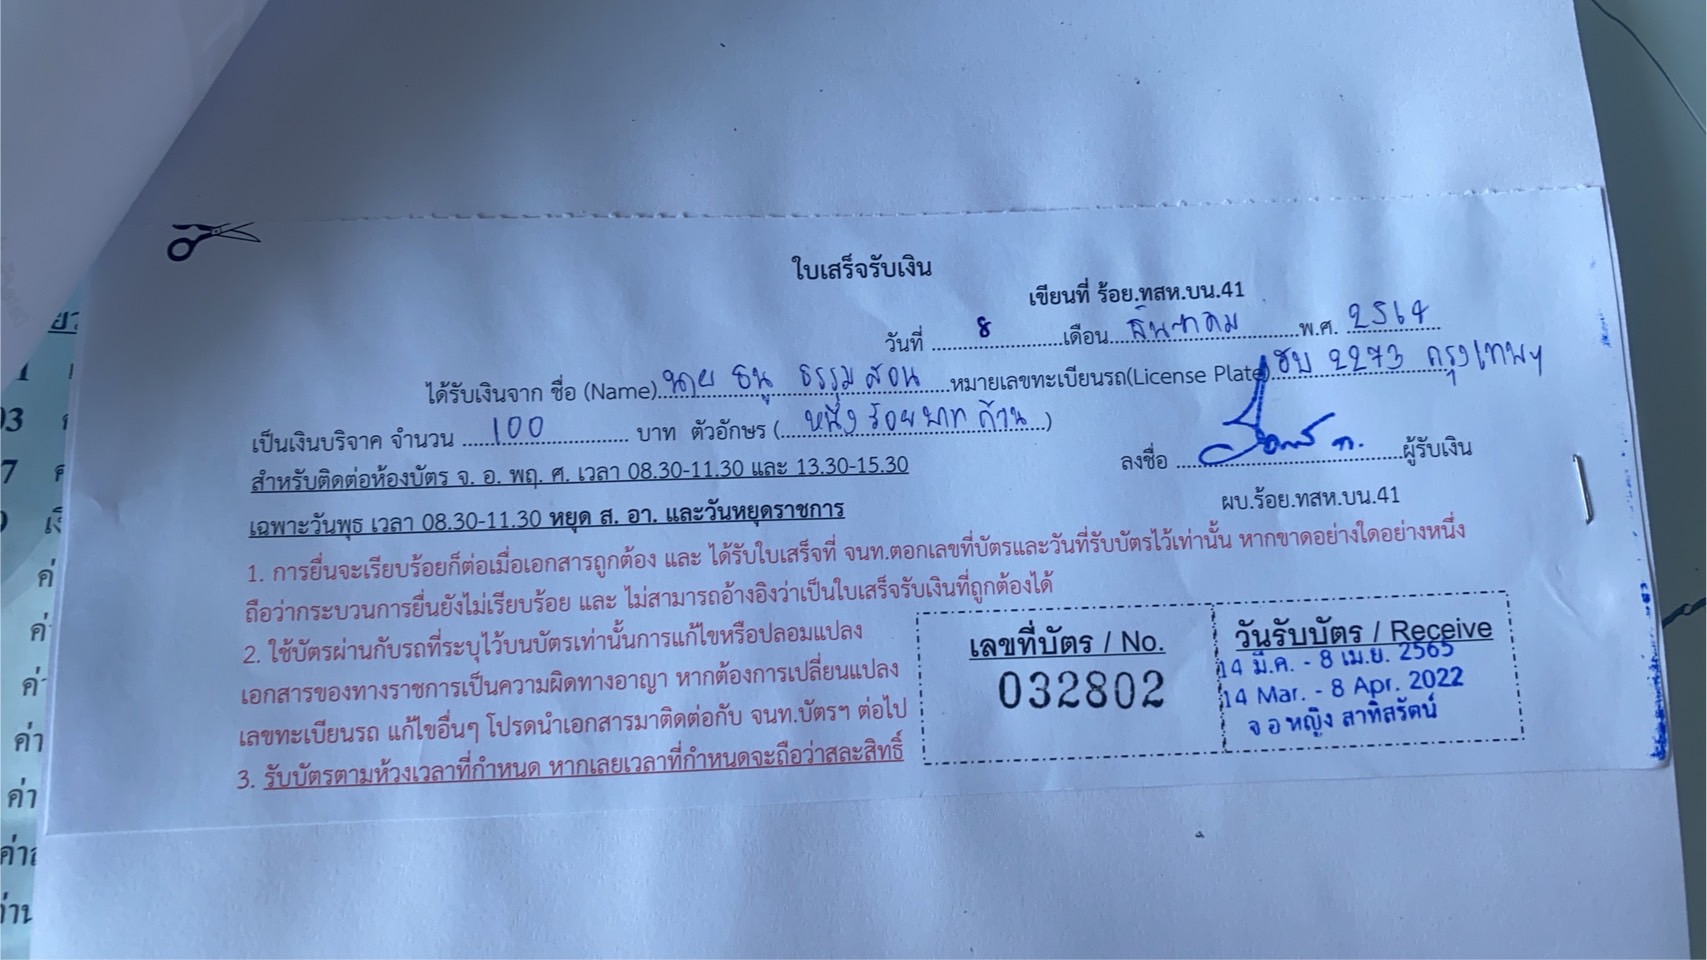 ใบเสร็จรับเงิน
เขียนที่ ร้อย.ทสห.บน.41
วันที่ 8 เดือน ธันวาคม พ.ศ. 2564
ได้รับเงินจาก ชื่อ (Name) นาย ธนู ธรรมสอน หมายเลขทะเบียนรถ(License Plate) ชบ 2273 กรุงเทพฯ
เป็นเงินบริจาค จำนวน 100 บาท ตัวอักษร ( หนึ่งร้อยบาทถ้วน )
สำหรับติดต่อห้องบัตร จ. อ. พฤ. ศ. เวลา 08.30-11.30 และ 13.30-15.30
ลงชื่อ ผู้รับเงิน
เฉพาะวันพุธ เวลา 08.30-11.30 หยุด ส. อา. และวันหยุดราชการ
ผบ.ร้อย.ทสห.บน.41
1. การยื่นจะเรียบร้อยก็ต่อเมื่อเอกสารถูกต้อง และ ได้รับใบเสร็จที่ จนท.ตอกเลขที่บัตรและวันที่รับบัตรไว้เท่านั้น หากขาดอย่างใดอย่างหนึ่ง
ถือว่ากระบวนการยื่นยังไม่เรียบร้อย และ ไม่สามารถอ้างอิงว่าเป็นใบเสร็จรับเงินที่ถูกต้องได้
2. ใช้บัตรผ่านกับรถที่ระบุไว้บนบัตรเท่านั้นการแก้ไขหรือปลอมแปลง
เอกสารของทางราชการเป็นความผิดทางอาญา หากต้องการเปลี่ยนแปลง
เลขทะเบียนรถ แก้ไขอื่นๆ โปรดนำเอกสารมาติดต่อกับ จนท.บัตรฯ ต่อไป
3. รับบัตรตามห้วงเวลาที่กำหนด หากเลยเวลาที่กำหนดจะถือว่าสละสิทธิ์
เลขที่บัตร / No.
032802
วันรับบัตร / Receive
14 มี.ค. - 8 เม.ย. 2565
14 Mar. - 8 Apr. 2022
จ อ หญิง สาทิสรัตน์